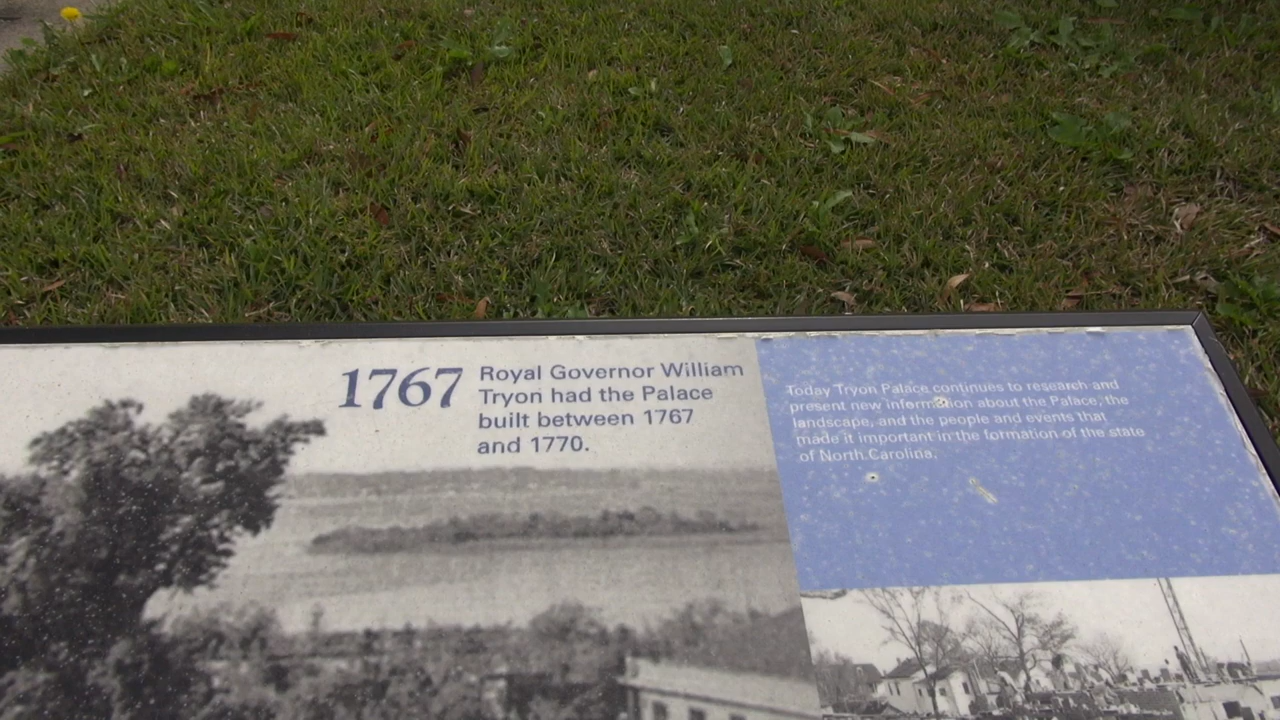 1767
Royal Governor William
Tryon had the Palace
built between 1767
and 1770.
Today Tryon Palace continues to research and
present new information about the Palace, the
landscape, and the people and events that
made it important in the formation of the state
of North Carolina.